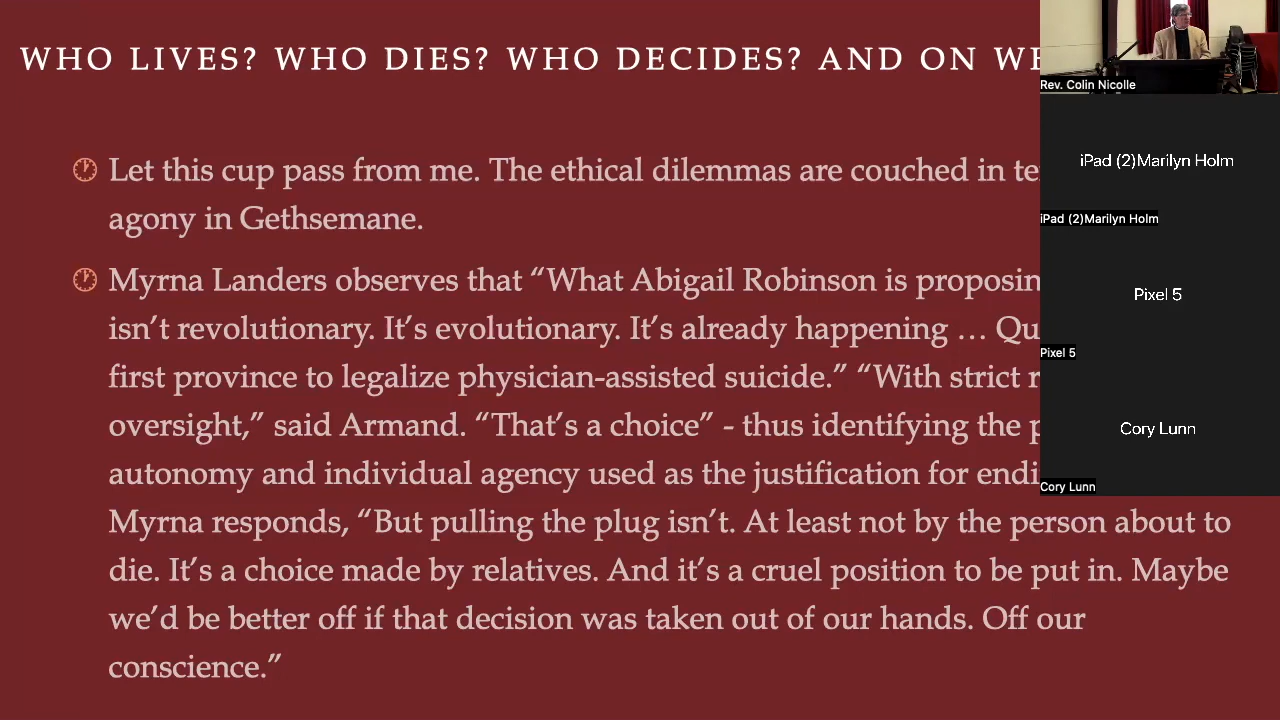 WHO LIVES? WHO DIES? WHO DECIDES? AND ON
Let this cup pass from me. The ethical dilemmas are couched in
agony in Gethsemane.
Myrna Landers observes that “What Abigail Robinson is
isn’t revolutionary. It’s evolutionary. It’s already happening …
first province to legalize physician-assisted suicide.” “With strict
oversight,” said Armand. “That’s a choice” - thus identifying the
autonomy and individual agency used as the justification for
Myrna responds, “But pulling the plug isn’t. At least not by the person about to
die. It’s a choice made by relatives. And it’s a cruel position to be put in. Maybe
we’d be better off if that decision was taken out of our hands. Off our
conscience.”
Rev. Colin Nicolle
iPad (2)Marilyn Holm
iPad (2)Marilyn Holm
Pixel 5
Pixel 5
Cory Lunn
Cory Lunn